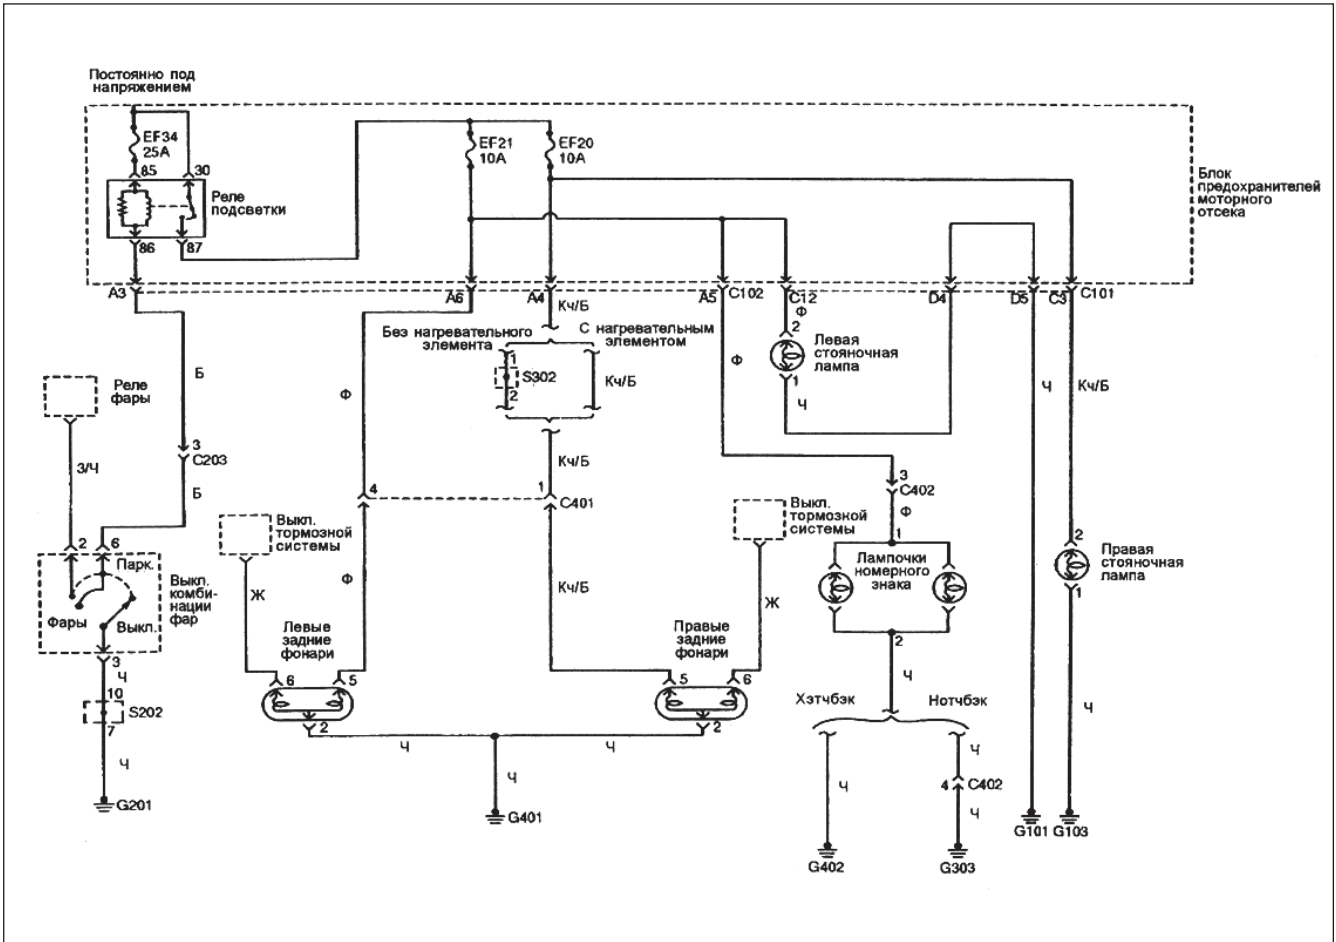 Постоянно под
напряжением
EF34
25A
EF21
10A
EF20
10A
85
30
Реле
подсветки
86
87
Блок
предохранителей
моторного
отсека
A3
A6
A4
A5
C102
C12
D4
D5
C3
C101
Кч/Б
Ф
2
Без нагревательного
элемента
С нагревательным
элементом
Левая
стояночная
лампа
1
S302
2
Кч/Б
1
Ч
Ф
Ч
Кч/Б
Реле
фары
Б
Ф
3
C203
З/Ч
Б
Кч/Б
4
1
C401
3
C402
Ф
1
Выкл.
тормозной
системы
Выкл.
тормозной
системы
2
6
Парк.
Фары
Выкл.
Выкл.
комби-
нации
фар
3
Ч
Ж
Ф
Кч/Б
Ж
Лампочки
номерного
знака
2
2
Правая
стояночная
лампа
1
Левые
задние
фонари
Правые
задние
фонари
6
5
5
6
2
2
Ч
10
S202
7
Ч
G201
Ч
Ч
Ч
G401
Хэтчбэк
Нотчбэк
Ч
Ч
4
C402
Ч
G402
G303
Ч
G101
G103